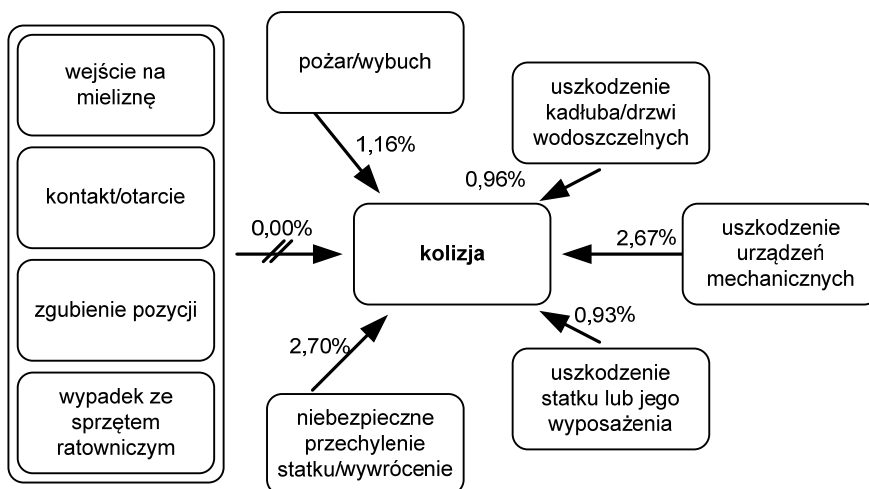 wejście na
mieliznę
kontakt/otarcie
zgubienie pozycji
wypadek ze
sprzętem
ratowniczym
pożar/wybuch
1,16%
uszkodzenie
kadłuba/drzwi
wodoszczelnych
0,96%
0,00%
kolizja
2,67%
uszkodzenie
urządzeń
mechanicznych
2,70%
niebezpieczne
przechylenie
statku/wywrócenie
0,93%
uszkodzenie
statku lub jego
wyposażenia